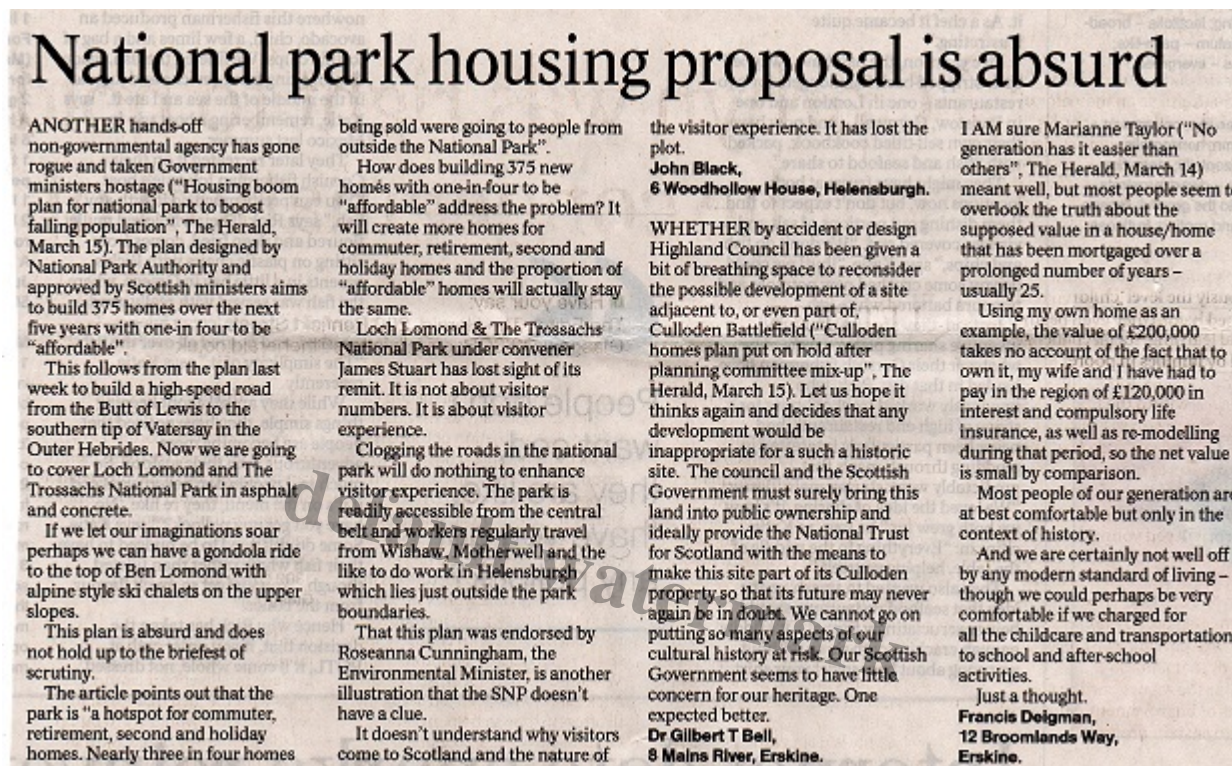 National park housing proposal is absurd
ANOTHER hands-off
non-governmental agency has gone
rogue and taken Government
ministers hostage (“Housing boom
plan for national park to boost
falling population”, The Herald,
March 15). The plan designed by
National Park Authority and
approved by Scottish ministers aims
to build 375 homes over the next
five years with one-in four to be
“affordable”.
This follows from the plan last
week to build a high-speed road
from the Butt of Lewis to the
southern tip of Vatersay in the
Outer Hebrides. Now we are going
to cover Loch Lomond and The
Trossachs National Park in asphalt
and concrete.
If we let our imaginations soar
perhaps we can have a gondola ride
to the top of Ben Lomond with
alpine style ski chalets on the upper
slopes.
This plan is absurd and does
not hold up to the briefest of
scrutiny.
The article points out that the
park is “a hotspot for commuter,
retirement, second and holiday
homes. Nearly three in four homes
being sold were going to people from
outside the National Park”.
How does building 375 new
homes with one-in-four to be
“affordable” address the problem? It
will create more homes for
commuter, retirement, second and
holiday homes and the proportion of
“affordable” homes will actually stay
the same.
Loch Lomond & The Trossachs
National Park under convener
James Stuart has lost sight of its
remit. It is not about visitor
numbers. It is about visitor
experience.
Clogging the roads in the national
park will do nothing to enhance
visitor experience. The park is
readily accessible from the central
belt and workers regularly travel
from Wishaw, Motherwell and the
like to do work in Helensburgh
which lies just outside the park
boundaries.
That this plan was endorsed by
Roseanna Cunningham, the
Environmental Minister, is another
illustration that the SNP doesn’t
have a clue.
It doesn’t understand why visitors
come to Scotland and the nature of
the visitor experience. It has lost the
plot.
John Black,
6 Woodhollow House, Helensburgh.
WHETHER by accident or design
Highland Council has been given a
bit of breathing space to reconsider
the possible development of a site
adjacent to, or even part of,
Culloden Battlefield (“Culloden
homes plan put on hold after
planning committee mix-up”, The
Herald, March 15). Let us hope it
thinks again and decides that any
development would be
inappropriate for a such a historic
site. The council and the Scottish
Government must surely bring this
land into public ownership and
ideally provide the National Trust
for Scotland with the means to
make this site part of its Culloden
property so that its future may never
again be in doubt. We cannot go on
putting so many aspects of our
cultural history at risk. Our Scottish
Government seems to have little
concern for our heritage. One
expected better.
Dr Gilbert T Bell,
8 Mains River, Erskine.
I AM sure Marianne Taylor (“No
generation has it easier than
others”, The Herald, March 14)
meant well, but most people seem to
overlook the truth about the
supposed value in a house/home
that has been mortgaged over a
prolonged number of years –
usually 25.
Using my own home as an
example, the value of £200,000
takes no account of the fact that to
own it, my wife and I have had to
pay in the region of £120,000 in
interest and compulsory life
insurance, as well as re-modelling
during that period, so the net value
is small by comparison.
Most people of our generation are
at best comfortable but only in the
context of history.
And we are certainly not well off
by any modern standard of living –
though we could perhaps be very
comfortable if we charged for
all the childcare and transportation
to school and after-school
activities.
Just a thought.
Francis Deigman,
12 Broomlands Way,
Erskine.
default watermark